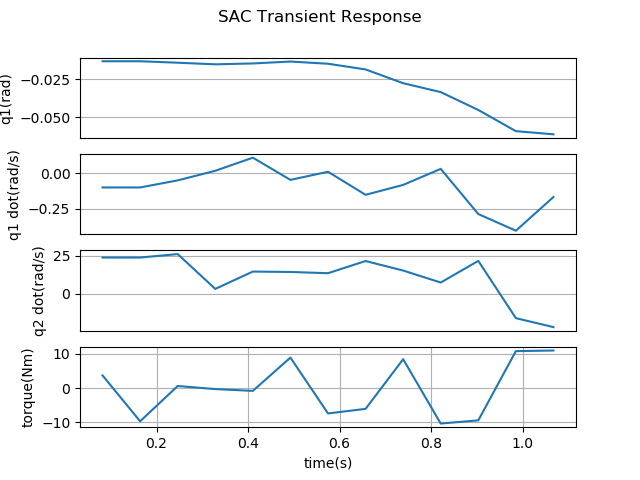 SAC Transient Response
q1(rad)
−0.025
−0.050
q1 dot(rad/s)
0.00
−0.25
q2 dot(rad/s)
25
0
torque(Nm)
10
0
−10
0.2 0.4 0.6 0.8 1.0
time(s)